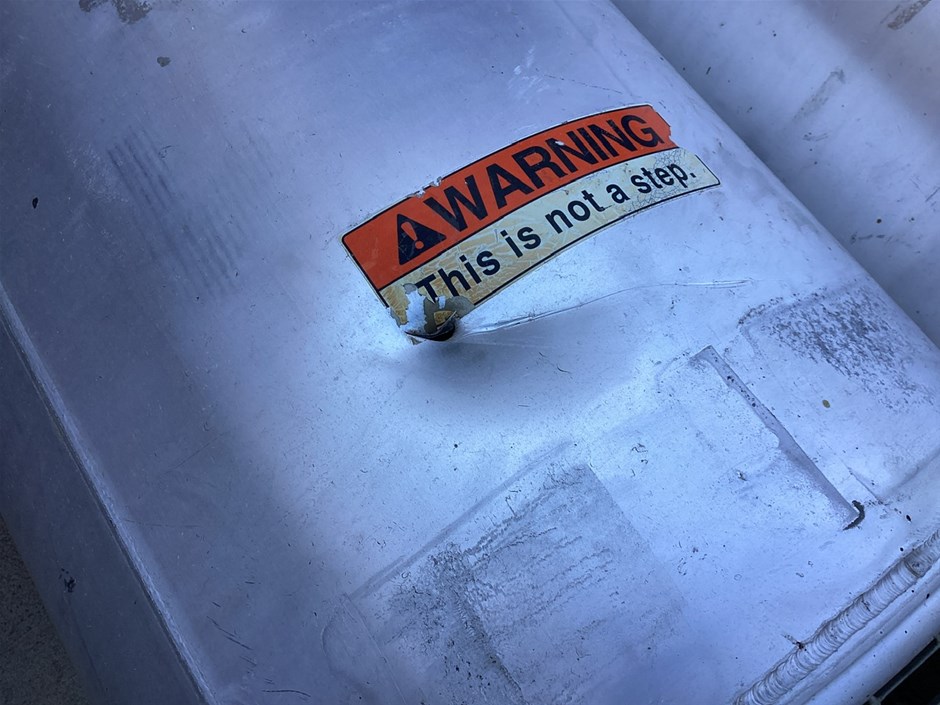 WARNING
This is not a step.